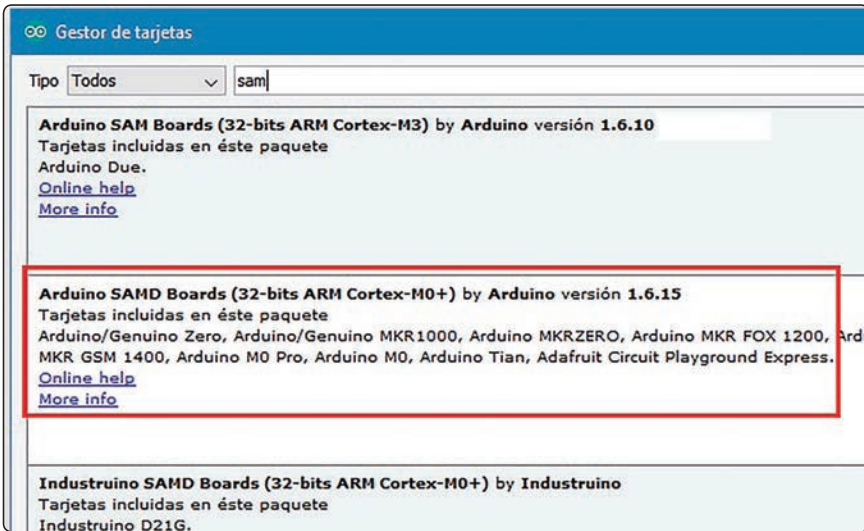 Gestor de tarjetas
Tipo Todos sam
Arduino SAM Boards (32-bits ARM Cortex-M3) by Arduino versión 1.6.10
Tarjetas incluidas en éste paquete
Arduino Due.
Online help
More info
Arduino SAMD Boards (32-bits ARM Cortex-M0+) by Arduino versión 1.6.15
Tarjetas incluidas en éste paquete
Arduino/Genuino Zero, Arduino/Genuino MKR1000, Arduino MKRZERO, Arduino MKR FOX 1200, Ard
MKR GSM 1400, Arduino M0 Pro, Arduino M0, Arduino Tian, Adafruit Circuit Playground Express.
Online help
More info
Industruino SAMD Boards (32-bits ARM Cortex-M0+) by Industruino
Tarjetas incluidas en éste paquete
Industruino D21G.